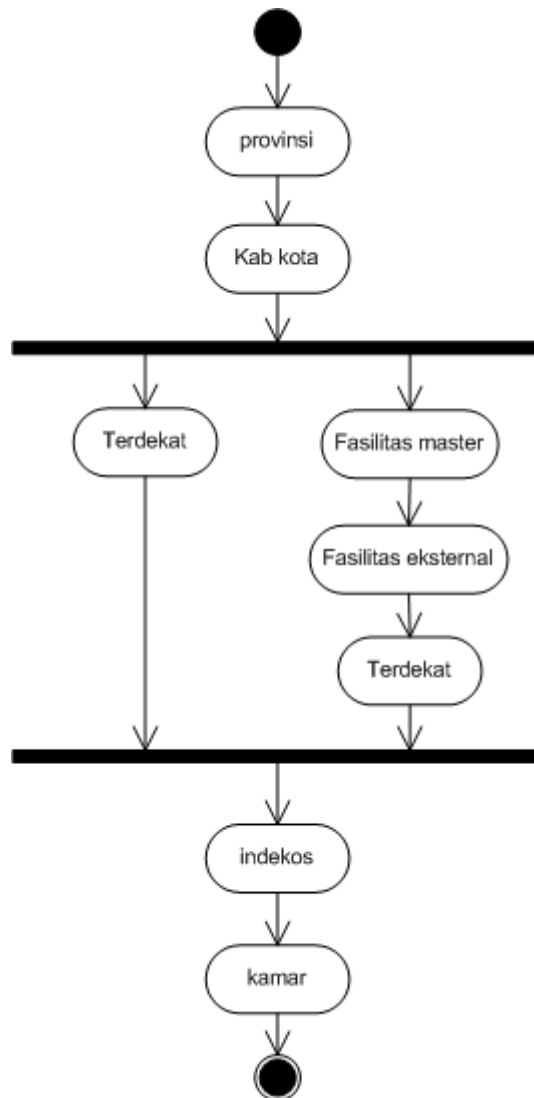 provinsi
Kab kota
Terdekat
Fasilitas master
Fasilitas eksternal
Terdekat
indekos
kamar